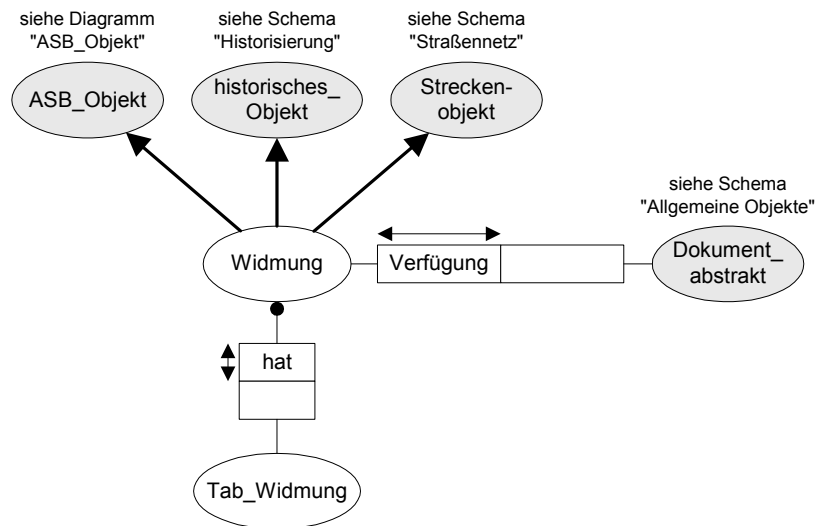 siehe Diagramm
"ASB_Objekt"
siehe Schema
"Historisierung"
siehe Schema
"Straßennetz"
ASB_Objekt
historisches_
Objekt
Strecken-
objekt
siehe Schema
"Allgemeine Objekte"
Widmung
Verfügung
Dokument_
abstrakt
hat
Tab_Widmung